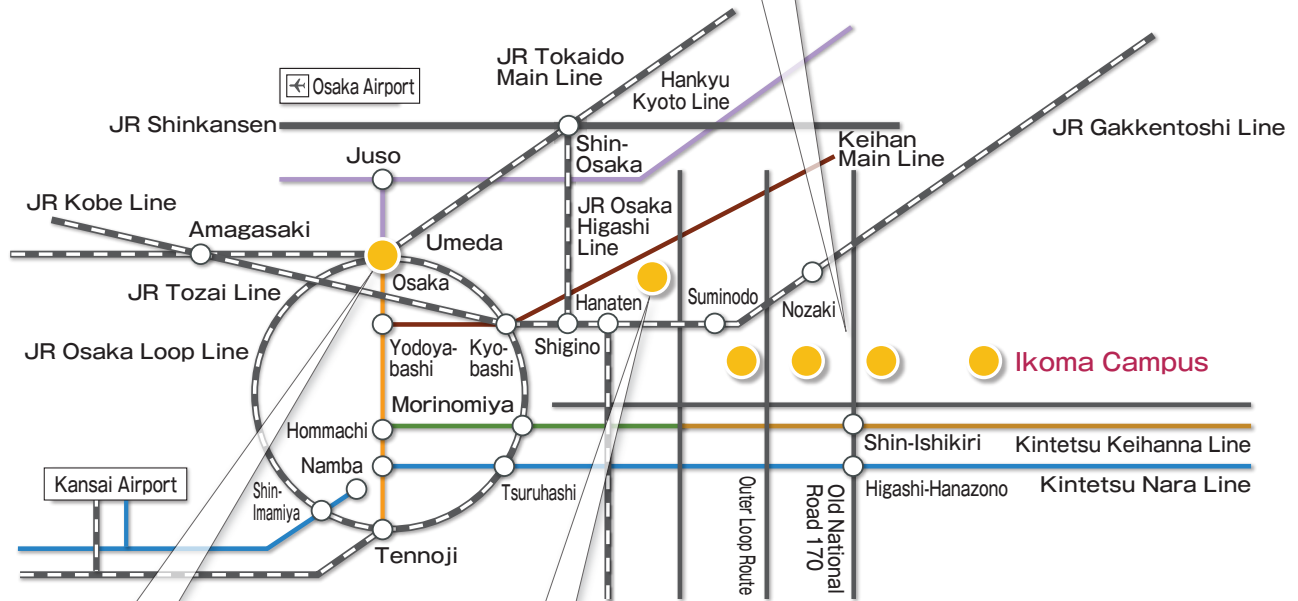 JR Tokaido
Main Line
Hankyu
Kyoto Line
Osaka Airport
JR Shinkansen
JR Gakkentoshi Line
Keihan
Main Line
Shin-
Osaka
Juso
JR Kobe Line
JR Osaka
Higashi
Line
Amagasaki
Umeda
Osaka
JR Tozai Line
Hanaten
Suminodo
Nozaki
JR Osaka Loop Line
Yodoya-
bashi
Kyo-
bashi
Shigino
Ikoma Campus
Morinomiya
Hommachi
Shin-Ishikiri
Kintetsu Keihanna Line
Namba
Kansai Airport
Shin-
Imamiya
Tsuruhashi
Higashi-Hanazono
Kintetsu Nara Line
Outer Loop Route
Old National
Road 170
Tennoji